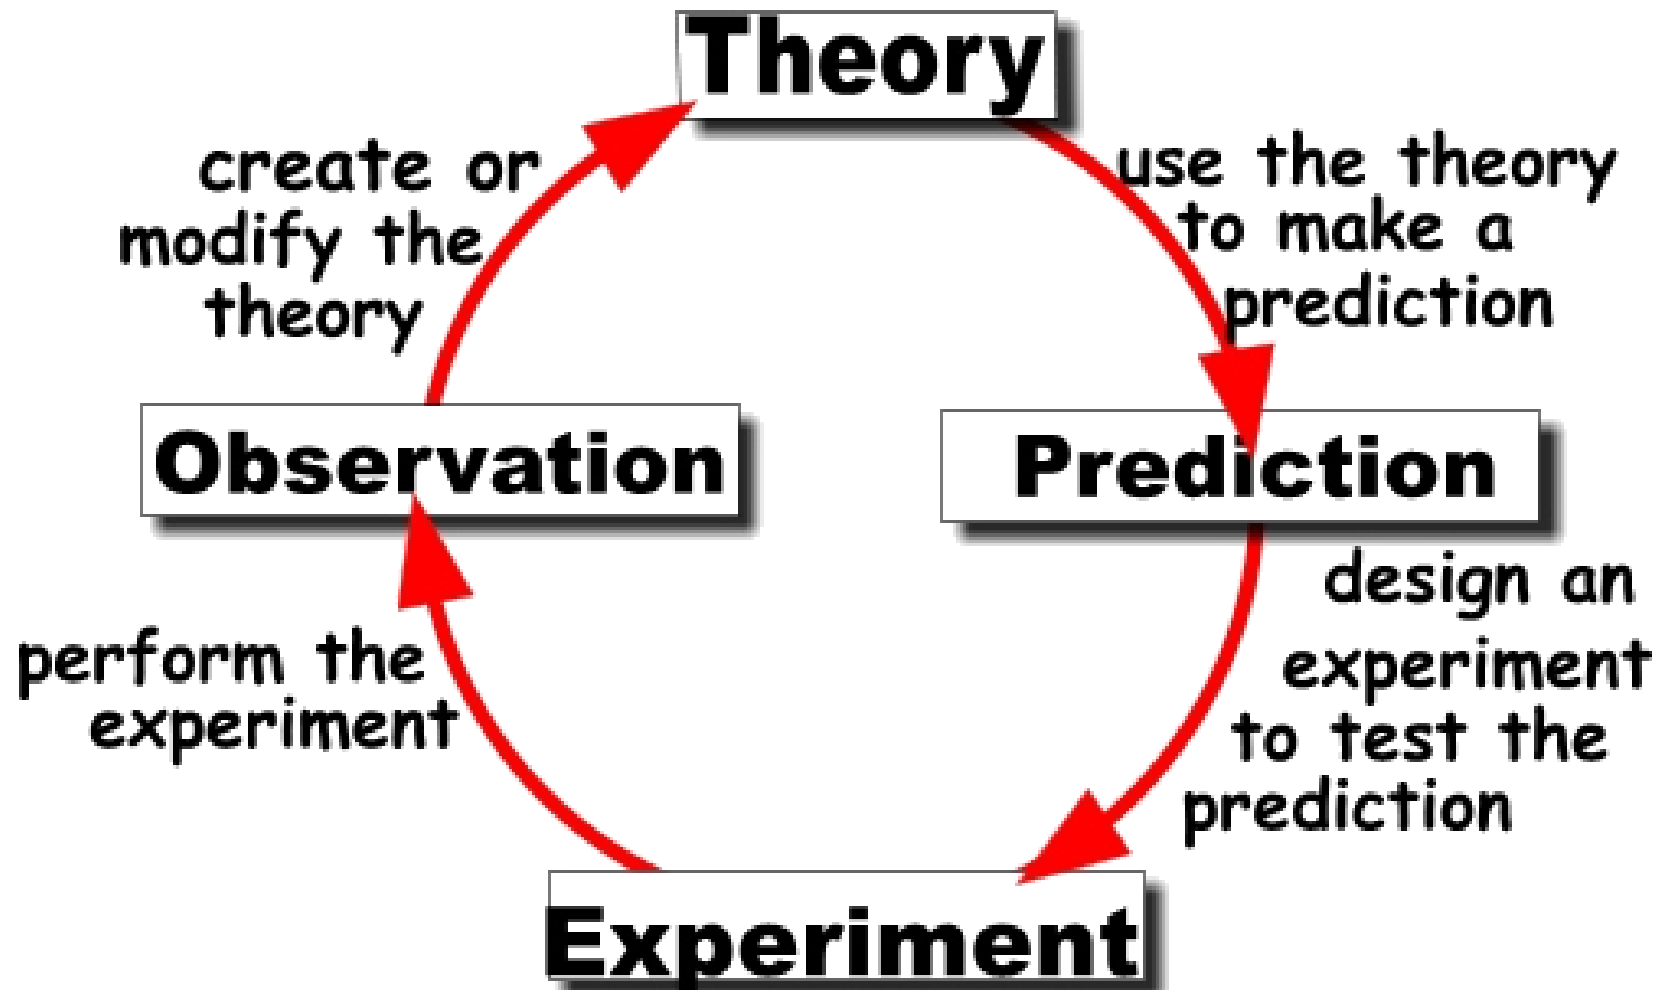 Theory
use the theory
to make a
prediction
Prediction
design an
experiment
to test the
prediction
Experiment
perform the
experiment
Observation
create or
modify the
theory